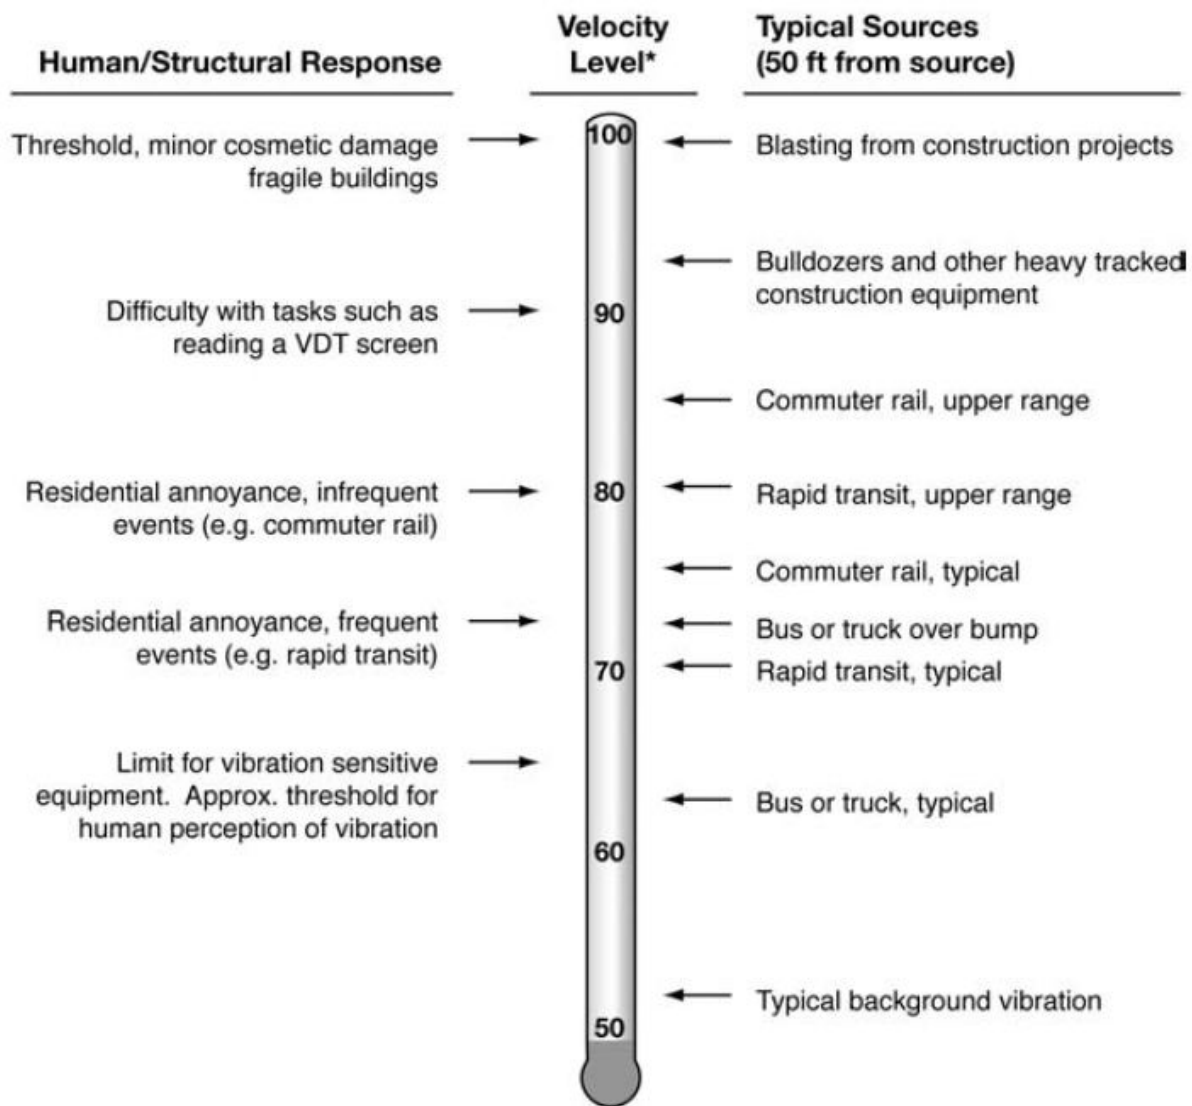 Human/Structural Response
Velocity
Level*
Typical Sources
(50 ft from source)
Threshold, minor cosmetic damage
fragile buildings
100
Blasting from construction projects
Bulldozers and other heavy tracked
construction equipment
Difficulty with tasks such as
reading a VDT screen
90
Commuter rail, upper range
Residential annoyance, infrequent
events (e.g. commuter rail)
80
Rapid transit, upper range
Commuter rail, typical
Residential annoyance, frequent
events (e.g. rapid transit)
Bus or truck over bump
70
Rapid transit, typical
Limit for vibration sensitive
equipment. Approx. threshold for
human perception of vibration
Bus or truck, typical
60
Typical background vibration
50